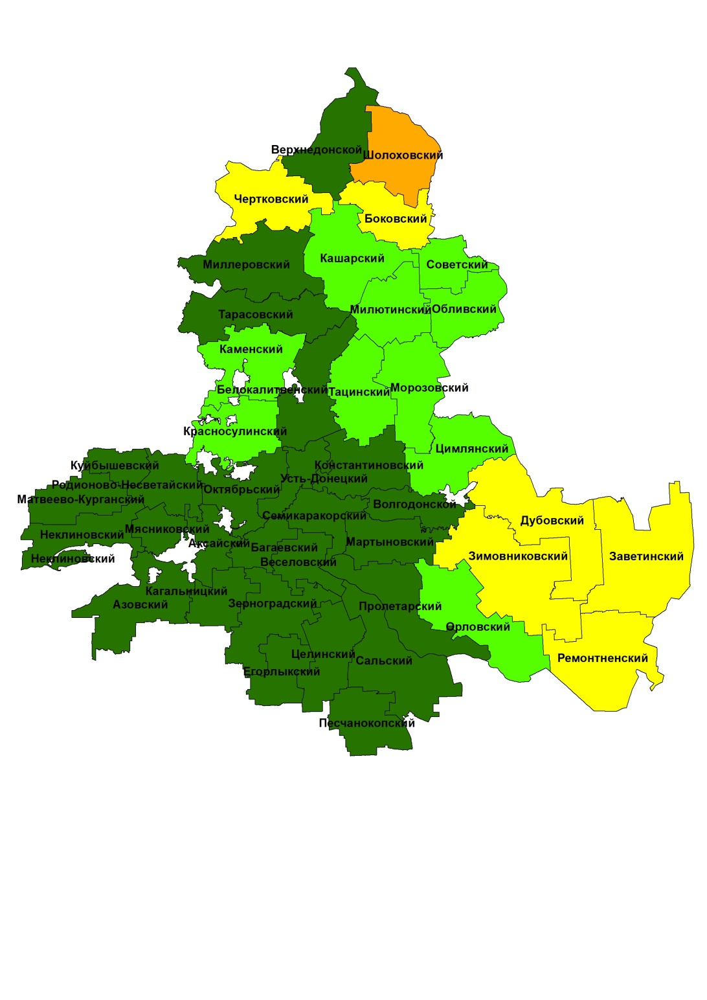 Верхнедонской
Шолоховский
Чертковский
Боковский
Кашарский
Миллеровский
Советский
Милютинский
Обливский
Тарасовский
Каменский
Белокалитвенский
Тацинский
Морозовский
Красносулинский
Цимлянский
Куйбышевский
Константиновский
Усть-Донецкий
Родионово-Несветайский
Октябрьский
Матвеево-Курганский
Волгодонской
Семикаракорский
Дубовский
Мясниковский
Неклиновский
Аксайский
Багаевский
Мартыновский
Неклиновский
Веселовский
Зимовниковский
Заветинский
Кагальницкий
Азовский
Зерноградский
Пролетарский
Орловский
Целинский
Сальский
Ремонтненский
Егорлыкский
Песчанокопский